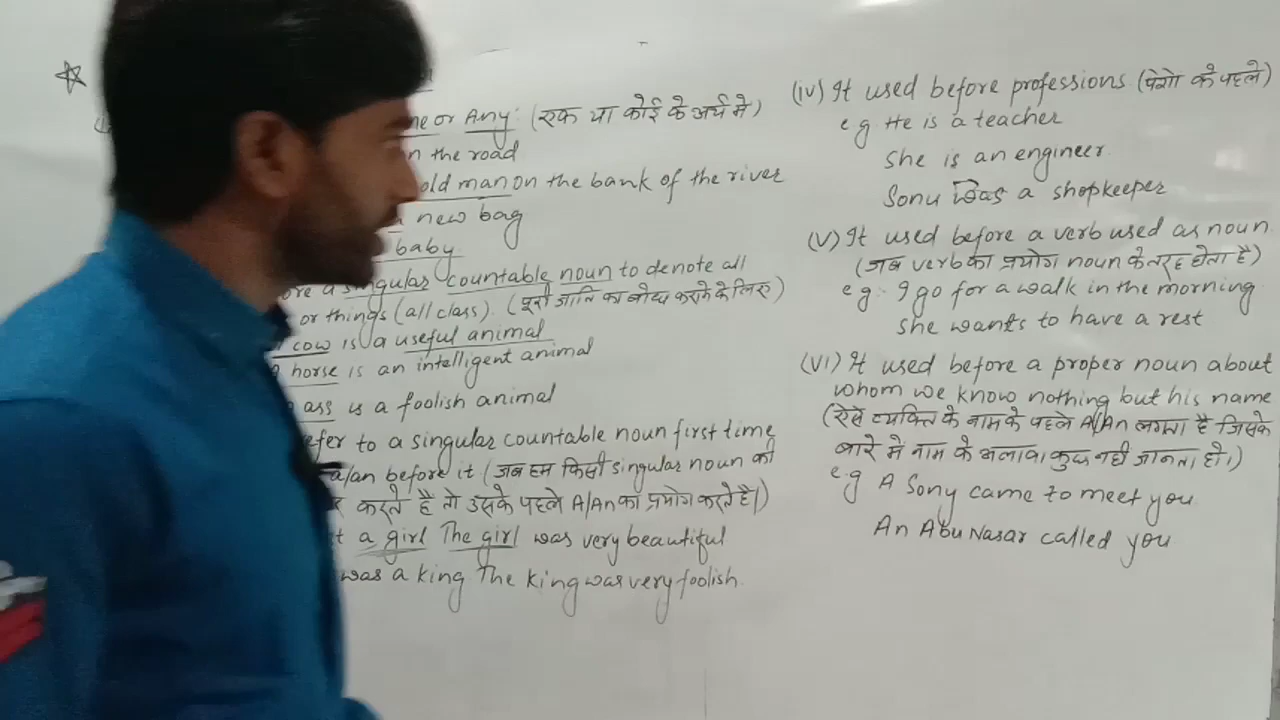 or Any: (एक या कोई के अर्थ मे)
n the road
old man on the bank of the river
new bag
baby
singular countable noun to denote all
or things (all class). (पूरी जाति का बोध कराने के लिए)
cow is a useful animal
horse is an intelligent animal
ass is a foolish animal
efer to a singular countable noun first time
a/an before it (जब हम किसी singular noun की
करते है तो उसके पहले A/An का प्रयोग करते है।)
t a girl The girl was very beautiful
was a king The king was very foolish.
(iv) It used before professions (पेशो के पहले)
e g He is a teacher
She is an engineer.
Sonu was a shopkeeper
(V) It used before a verb used as noun
(जब verb का प्रयोग noun के तरह होता है)
e g:- I go for a walk in the morning
she wants to have a rest
(VI) It used before a proper noun about
whom we know nothing but his name
(ऐसे व्यक्ति के नाम के पहले A/An लगता है जिसके
बारे मे नाम के अलावा कुछ नही जानता हो।)
e.g A Sony came to meet you.
An Abu Nasar called you